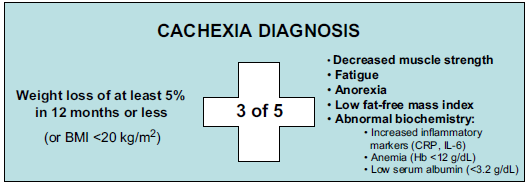 CACHEXIA DIAGNOSIS
Weight loss of at least 5%
in 12 months or less
(or BMI <20 kg/m²)
3 of 5
• Decreased muscle strength
• Fatigue
• Anorexia
• Low fat-free mass index
• Abnormal biochemistry:
• Increased inflammatory
markers (CRP, IL-6)
• Anemia (Hb <12 g/dL)
• Low serum albumin (<3.2 g/dL)